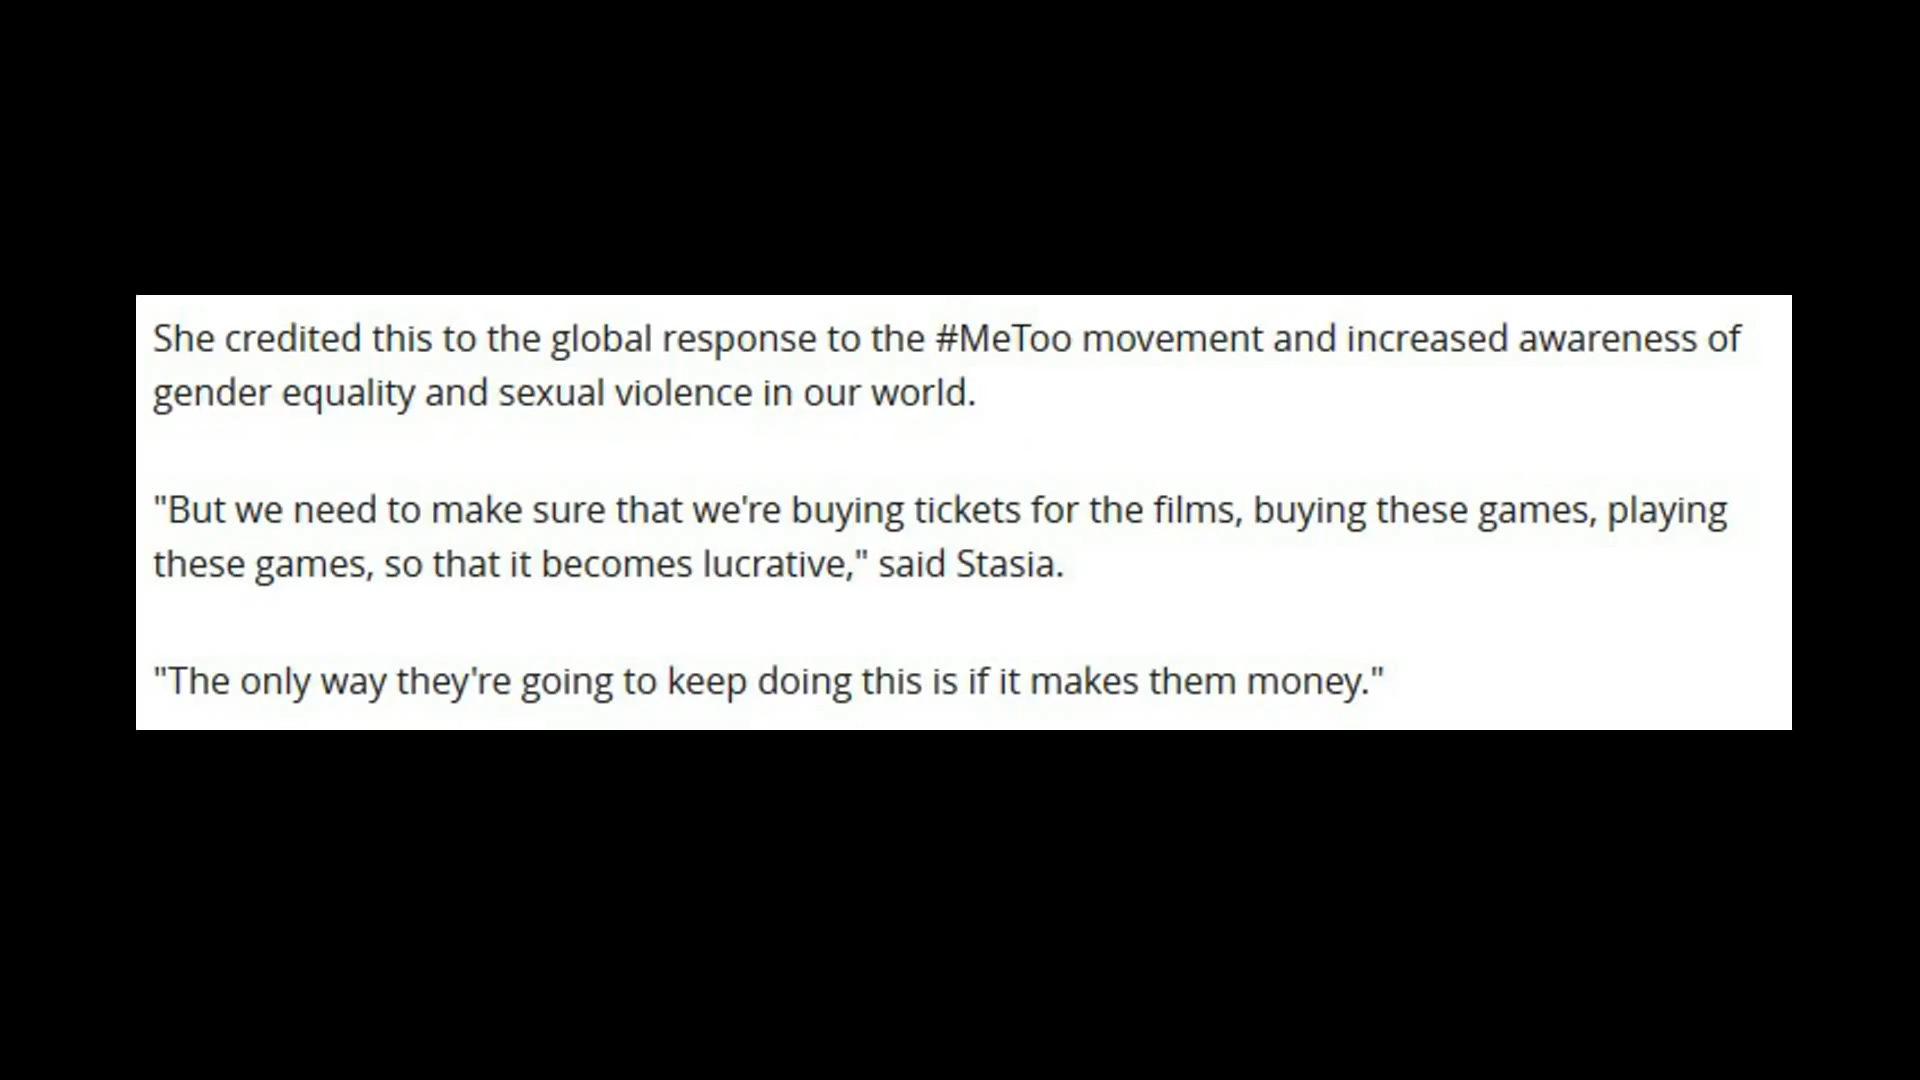 She credited this to the global response to the #MeToo movement and increased awareness of
gender equality and sexual violence in our world.
"But we need to make sure that we're buying tickets for the films, buying these games, playing
these games, so that it becomes lucrative," said Stasia.
"The only way they're going to keep doing this is if it makes them money."